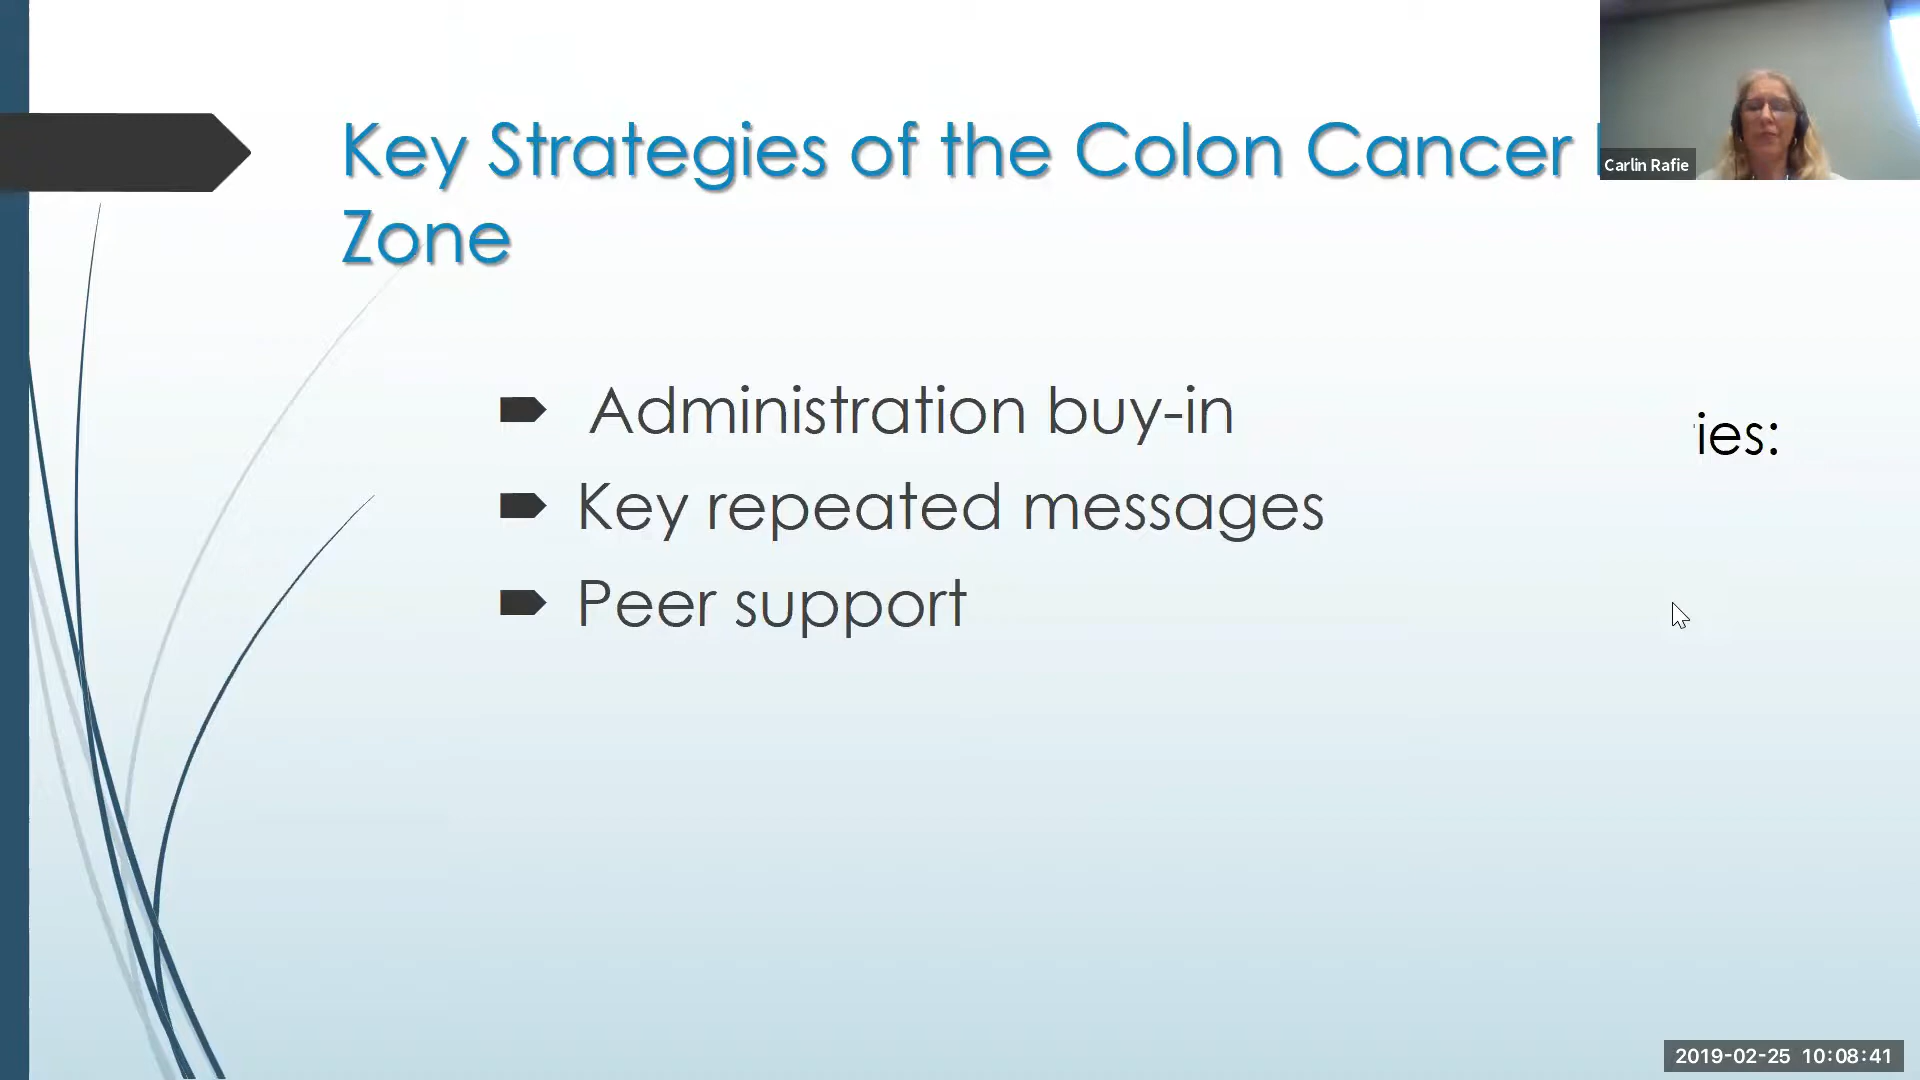 Key Strategies of the Colon Cancer
Zone
Carlin Rafie
Administration buy-in
ies:
Key repeated messages
Peer support
2019-02-25 10:08:41